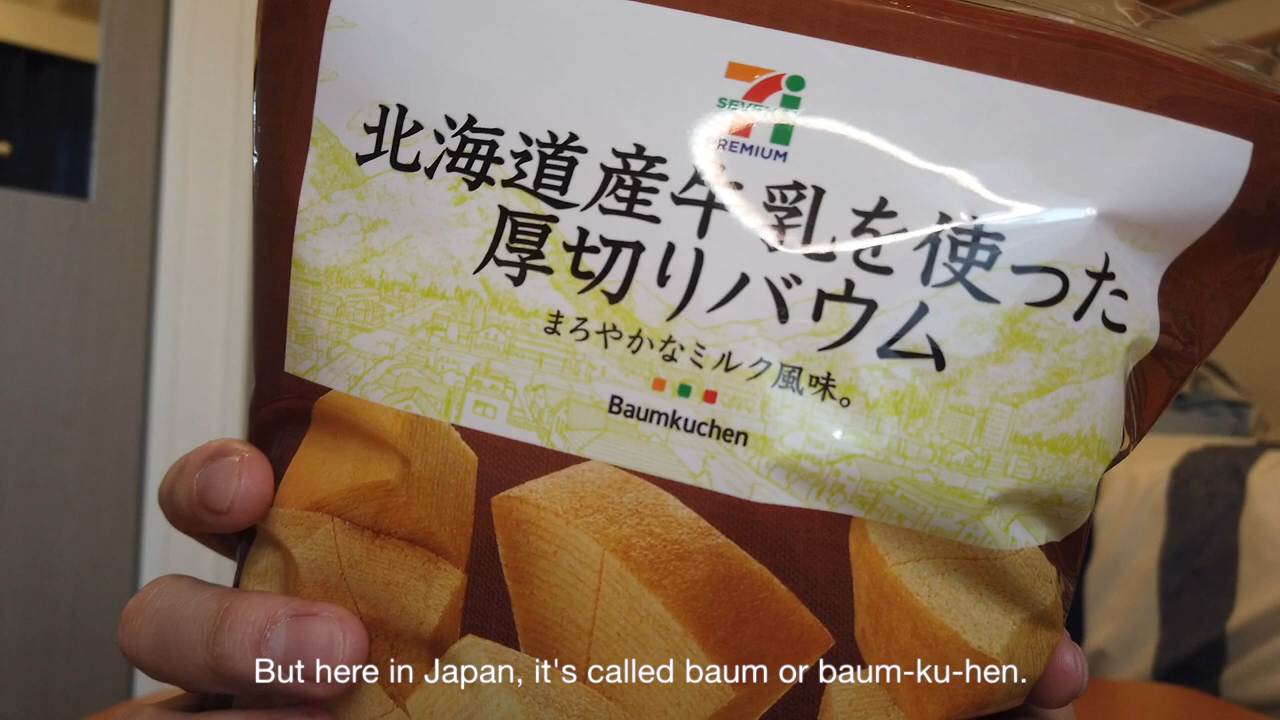 SEVEN & i
PREMIUM
北海道産牛乳を使った
厚切りバウム
まろやかなミルク風味。
Baumkuchen
But here in Japan, it's called baum or baum-ku-hen.